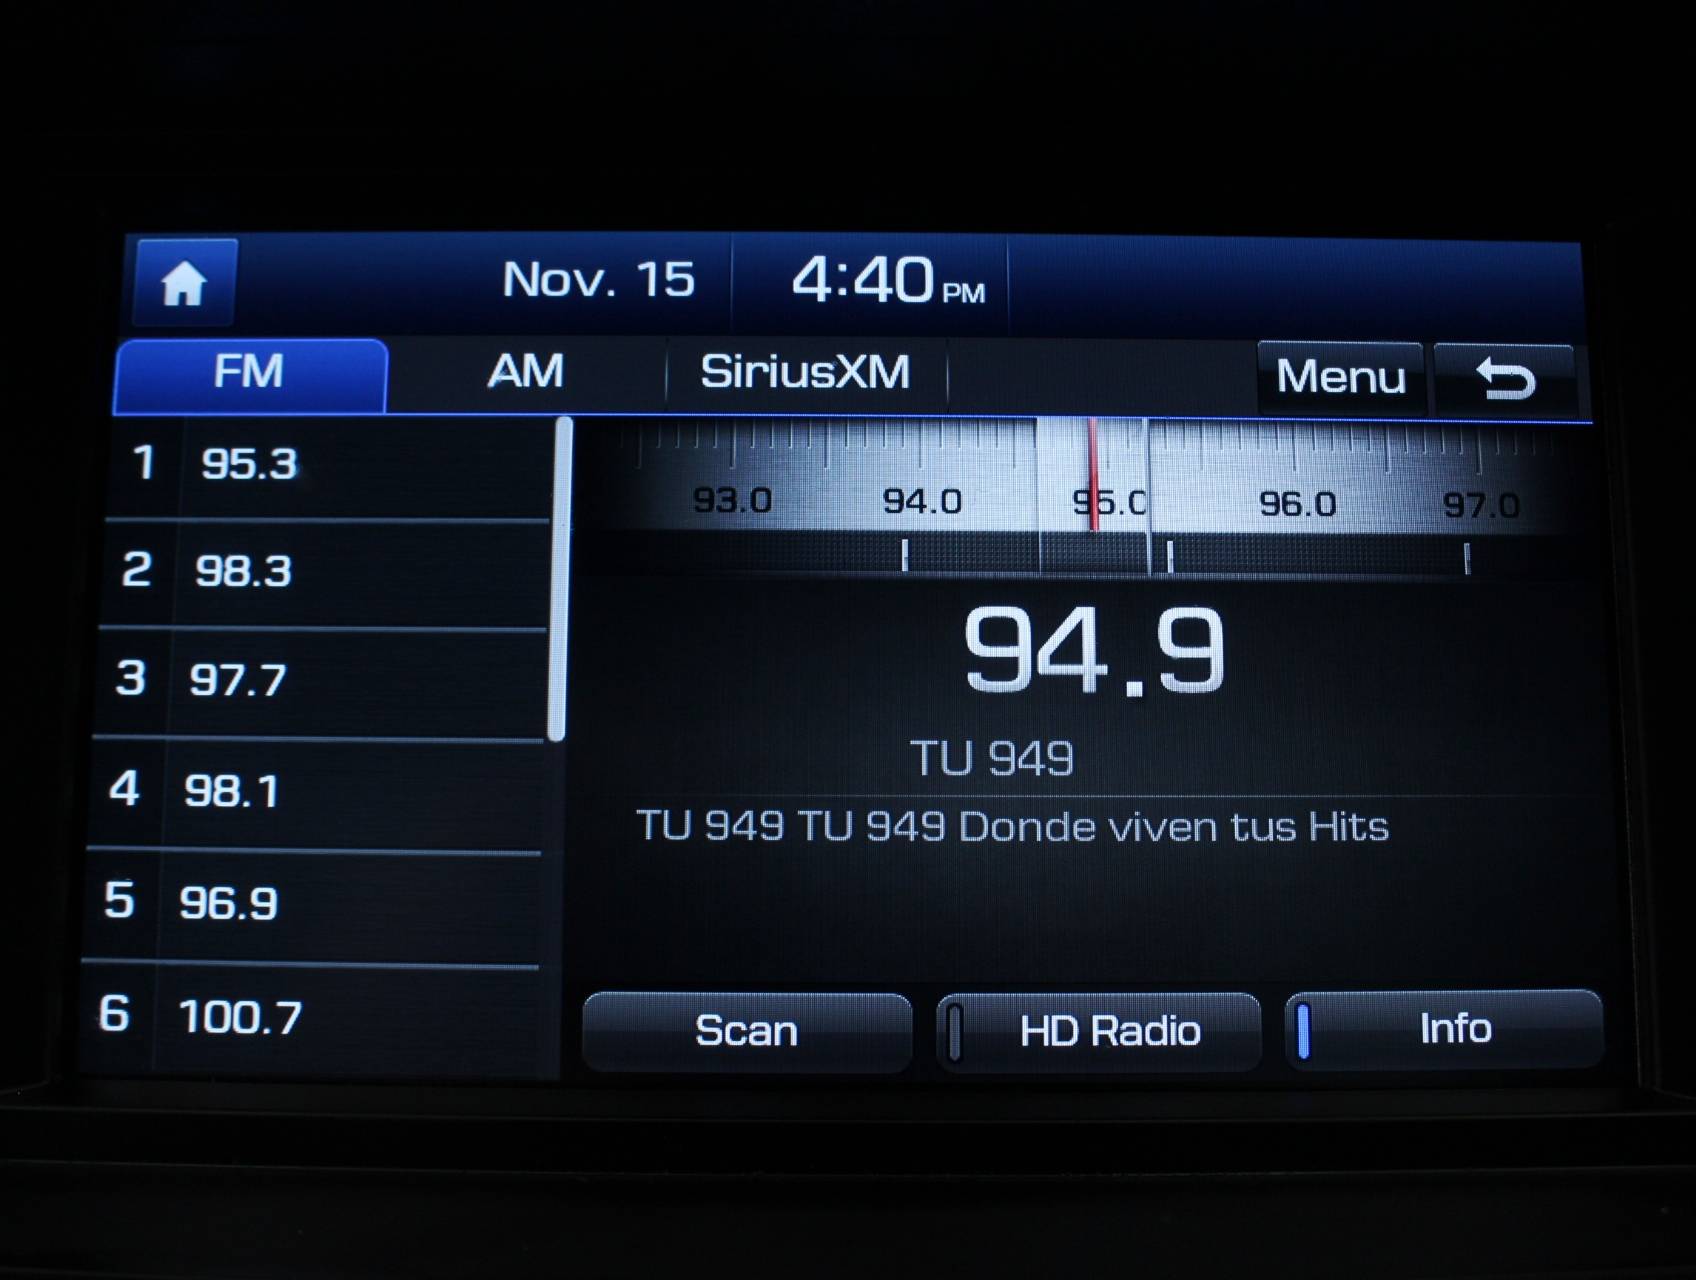 Nov. 15 4:40 PM
FM AM SiriusXM Menu
1 95.3
2 98.3
3 97.7
4 98.1
5 96.9
6 100.7
93.0 94.0 95.0 96.0 97.0
94.9
TU 949
TU 949 TU 949 Donde viven tus Hits
Scan HD Radio Info